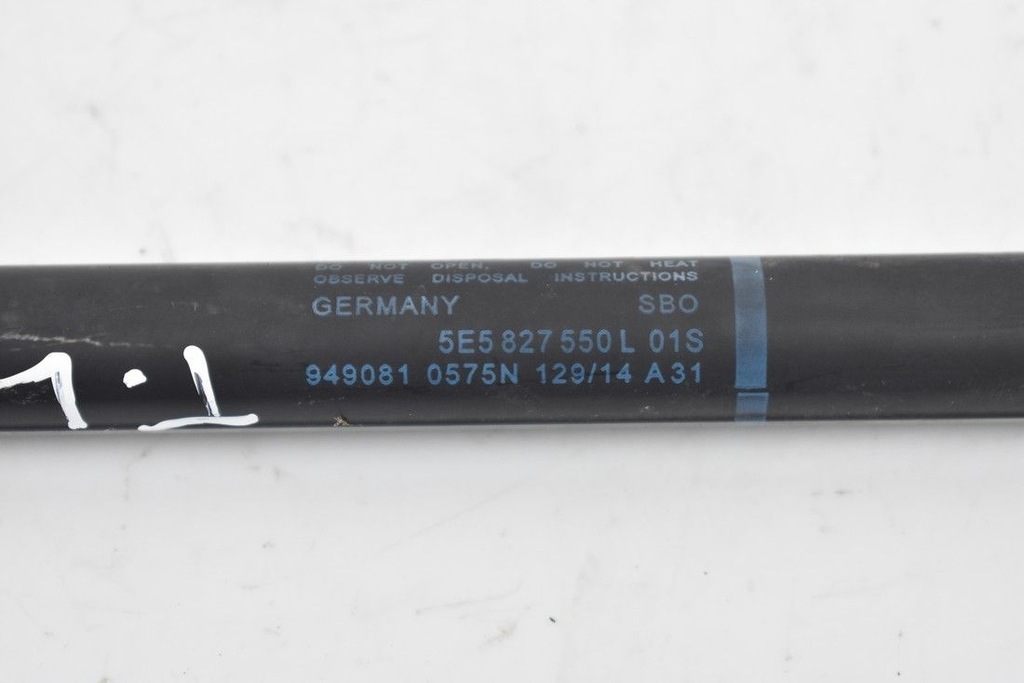 DO NOT OPEN. DO NOT HEAT
OBSERVE DISPOSAL INSTRUCTIONS
GERMANY SBO
5E5 827 550 L 01S
949081 0575N 129/14 A31